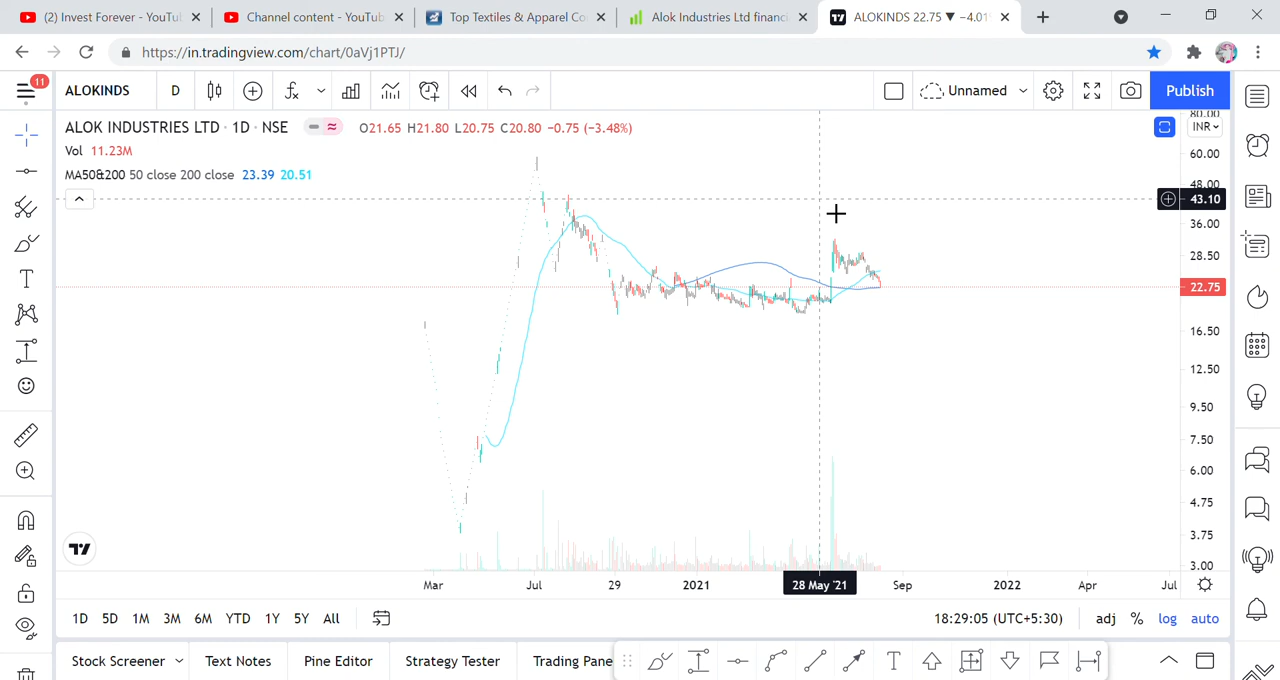 (2) Invest Forever - YouTu
Channel content - YouTub
Top Textiles & Apparel Co
Alok Industries Ltd financi
ALOKINDS 22.75 ▼ −4.01
https://in.tradingview.com/chart/0aVj1PTJ/
11
ALOKINDS
D
Unnamed
Publish
ALOK INDUSTRIES LTD · 1D · NSE
O21.65 H21.80 L20.75 C20.80 −0.75 (−3.48%)
INR
Vol 11.23M
MA50&200 50 close 200 close 23.39 20.51
80.00
60.00
48.00
43.10
36.00
28.50
22.75
16.50
12.50
9.50
7.50
6.00
4.75
3.75
3.00
Mar
Jul
29
2021
28 May '21
Sep
2022
Apr
Jul
1D 5D 1M 3M 6M YTD 1Y 5Y All
18:29:05 (UTC+5:30)
adj % log auto
Stock Screener
Text Notes
Pine Editor
Strategy Tester
Trading Pane